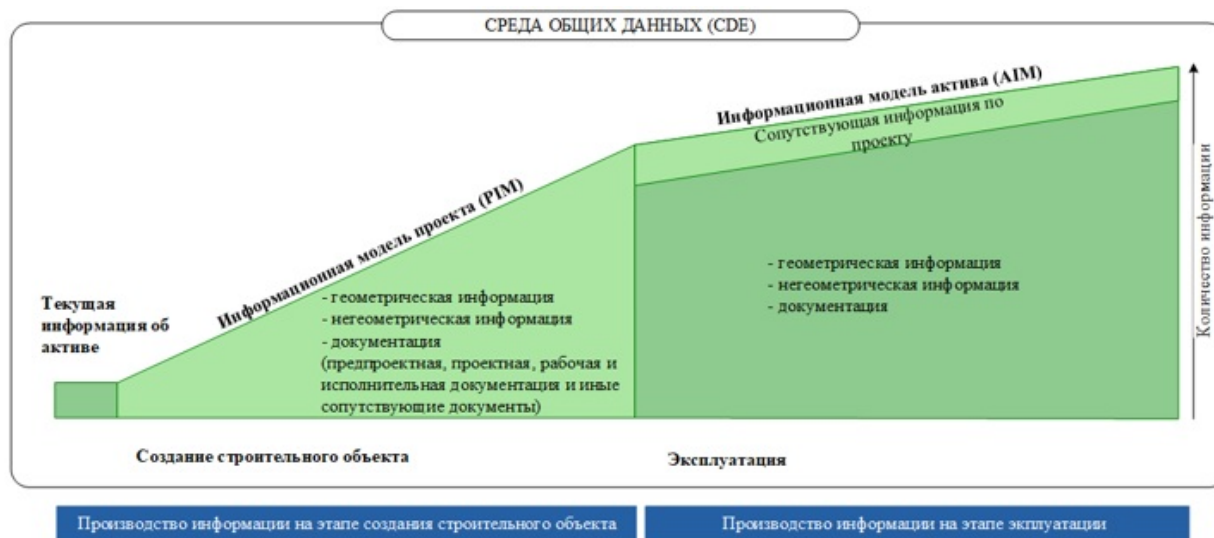 СРЕДА ОБЩИХ ДАННЫХ (CDE)
Информационная модель актива (AIM)
Сопутствующая информация по
проекту
Количество информации
Информационная модель проекта (PIM)
- геометрическая информация
- негеометрическая информация
- документация
Текущая
информация об
активе
- геометрическая информация
- негеометрическая информация
- документация
(предпроектная, проектная, рабочая и
исполнительная документация и иные
сопутствующие документы)
Создание строительного объекта
Эксплуатация
Производство информации на этапе создания строительного объекта
Производство информации на этапе экплуатации